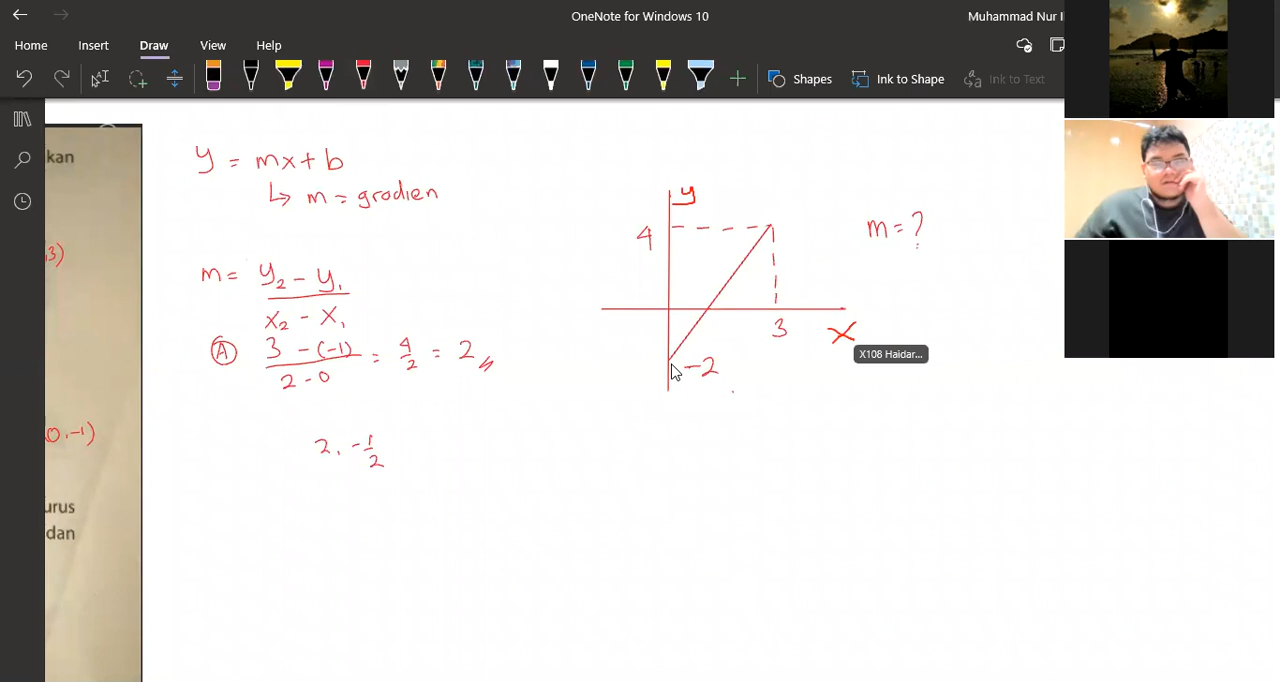 OneNote for Windows 10
Muhammad Nur I
Home Insert Draw View Help
Shapes Ink to Shape Ink to Text
kan
y = mx + b
↳ m = gradien
3)
m = y₂ - y₁ / x₂ - x₁
Ⓐ 3 - (-1) / 2 - 0 = 4/2 = 2
2, -1/2
0, -1)
urus
dan
y
4
m = ?
3
X
-2
X108 Haidar...